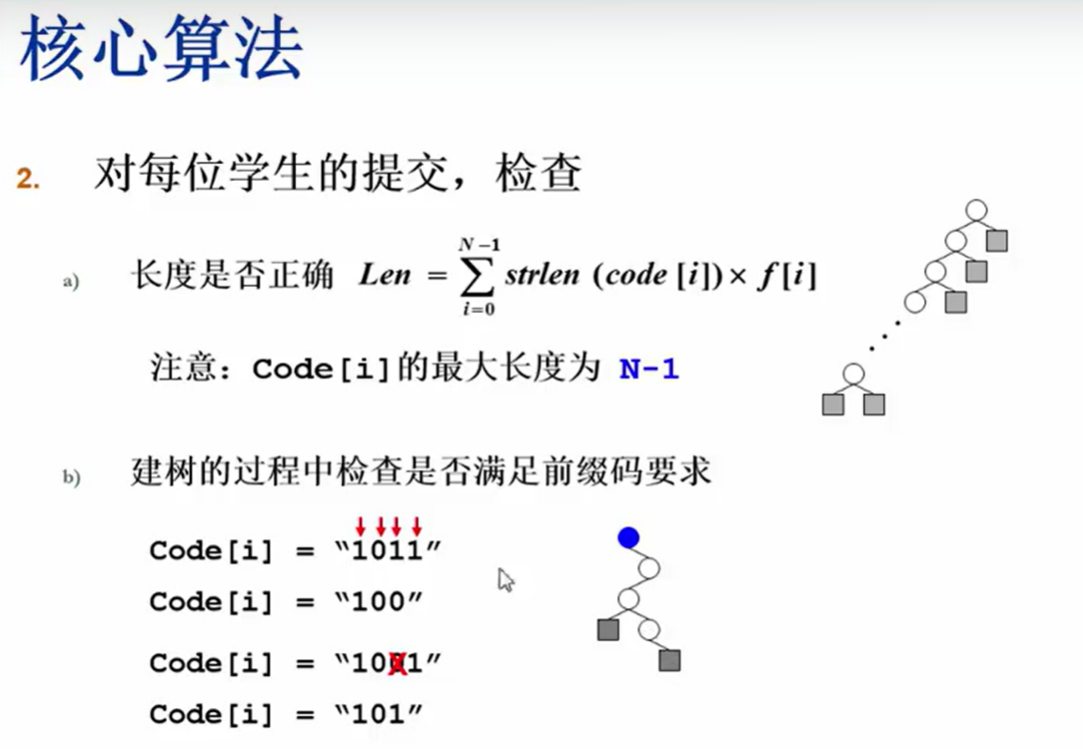 核心算法
2. 对每位学生的提交，检查
a) 长度是否正确 Len = ∑ strlen (code [i]) × f [i]
N −1
i=0
注意：Code[i]的最大长度为 N-1
b) 建树的过程中检查是否满足前缀码要求
Code[i] = “1011”
Code[i] = “100”
Code[i] = “1001”
Code[i] = “101”